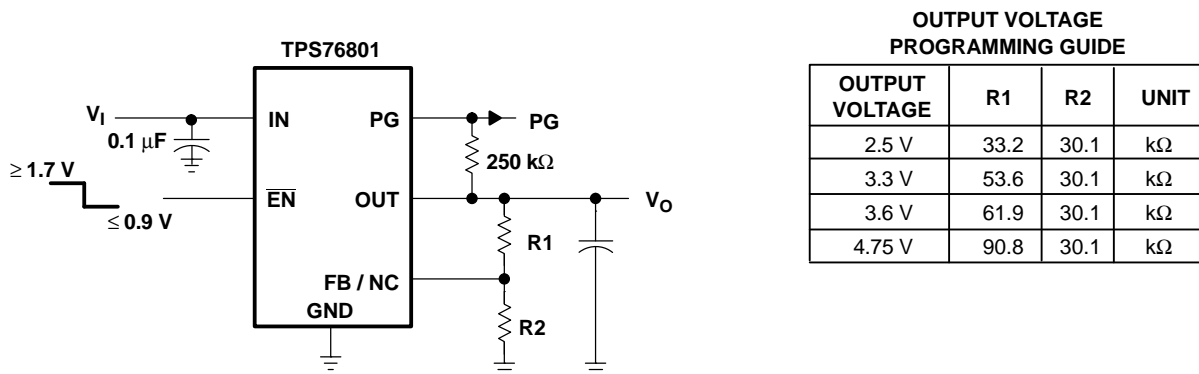 TPS76801
V_I
0.1 μF
≥ 1.7 V
≤ 0.9 V
IN
E̅N̅
PG
OUT
FB / NC
GND
PG
250 kΩ
V_O
R1
R2
OUTPUT VOLTAGE
PROGRAMMING GUIDE
OUTPUT VOLTAGE R1 R2 UNIT
2.5 V 33.2 30.1 kΩ
3.3 V 53.6 30.1 kΩ
3.6 V 61.9 30.1 kΩ
4.75 V 90.8 30.1 kΩ